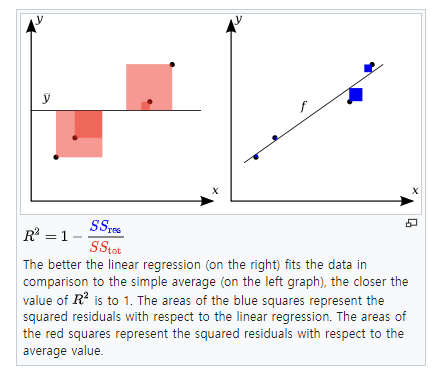 y
y
ȳ
f
x
x
R² = 1 − SSres / SStot
The better the linear regression (on the right) fits the data in
comparison to the simple average (on the left graph), the closer the
value of R² is to 1. The areas of the blue squares represent the
squared residuals with respect to the linear regression. The areas of
the red squares represent the squared residuals with respect to the
average value.